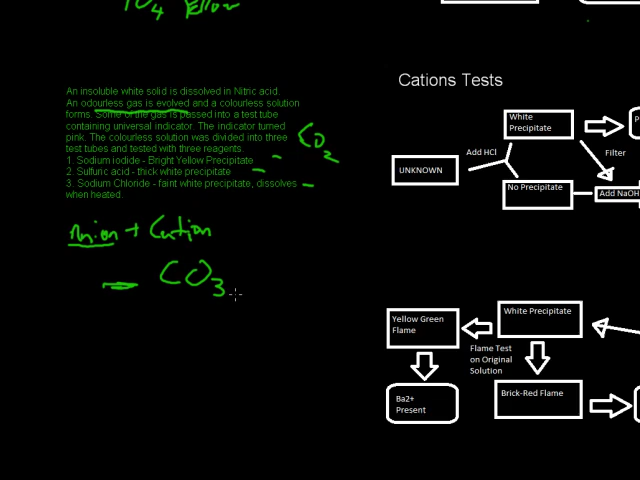 PO4 Yellow
An insoluble white solid is dissolved in Nitric acid.
An odourless gas is evolved and a colourless solution
forms. Some of the gas is passed into a test tube
containing universal indicator. The indicator turned
pink. The colourless solution was divided into three
test tubes and tested with three reagents.
1. Sodium iodide - Bright Yellow Precipitate
2. Sulfuric acid - thick white precipitate
3. Sodium Chloride - faint white precipitate, dissolves
when heated.
CO2
Anion + Cation
CO3
Cations Tests
White
Precipitate
Add HCl
Filter
UNKNOWN
No Precipitate
Add NaOH
Yellow Green
Flame
White Precipitate
Flame Test
on Original
Solution
Ba2+
Present
Brick-Red Flame